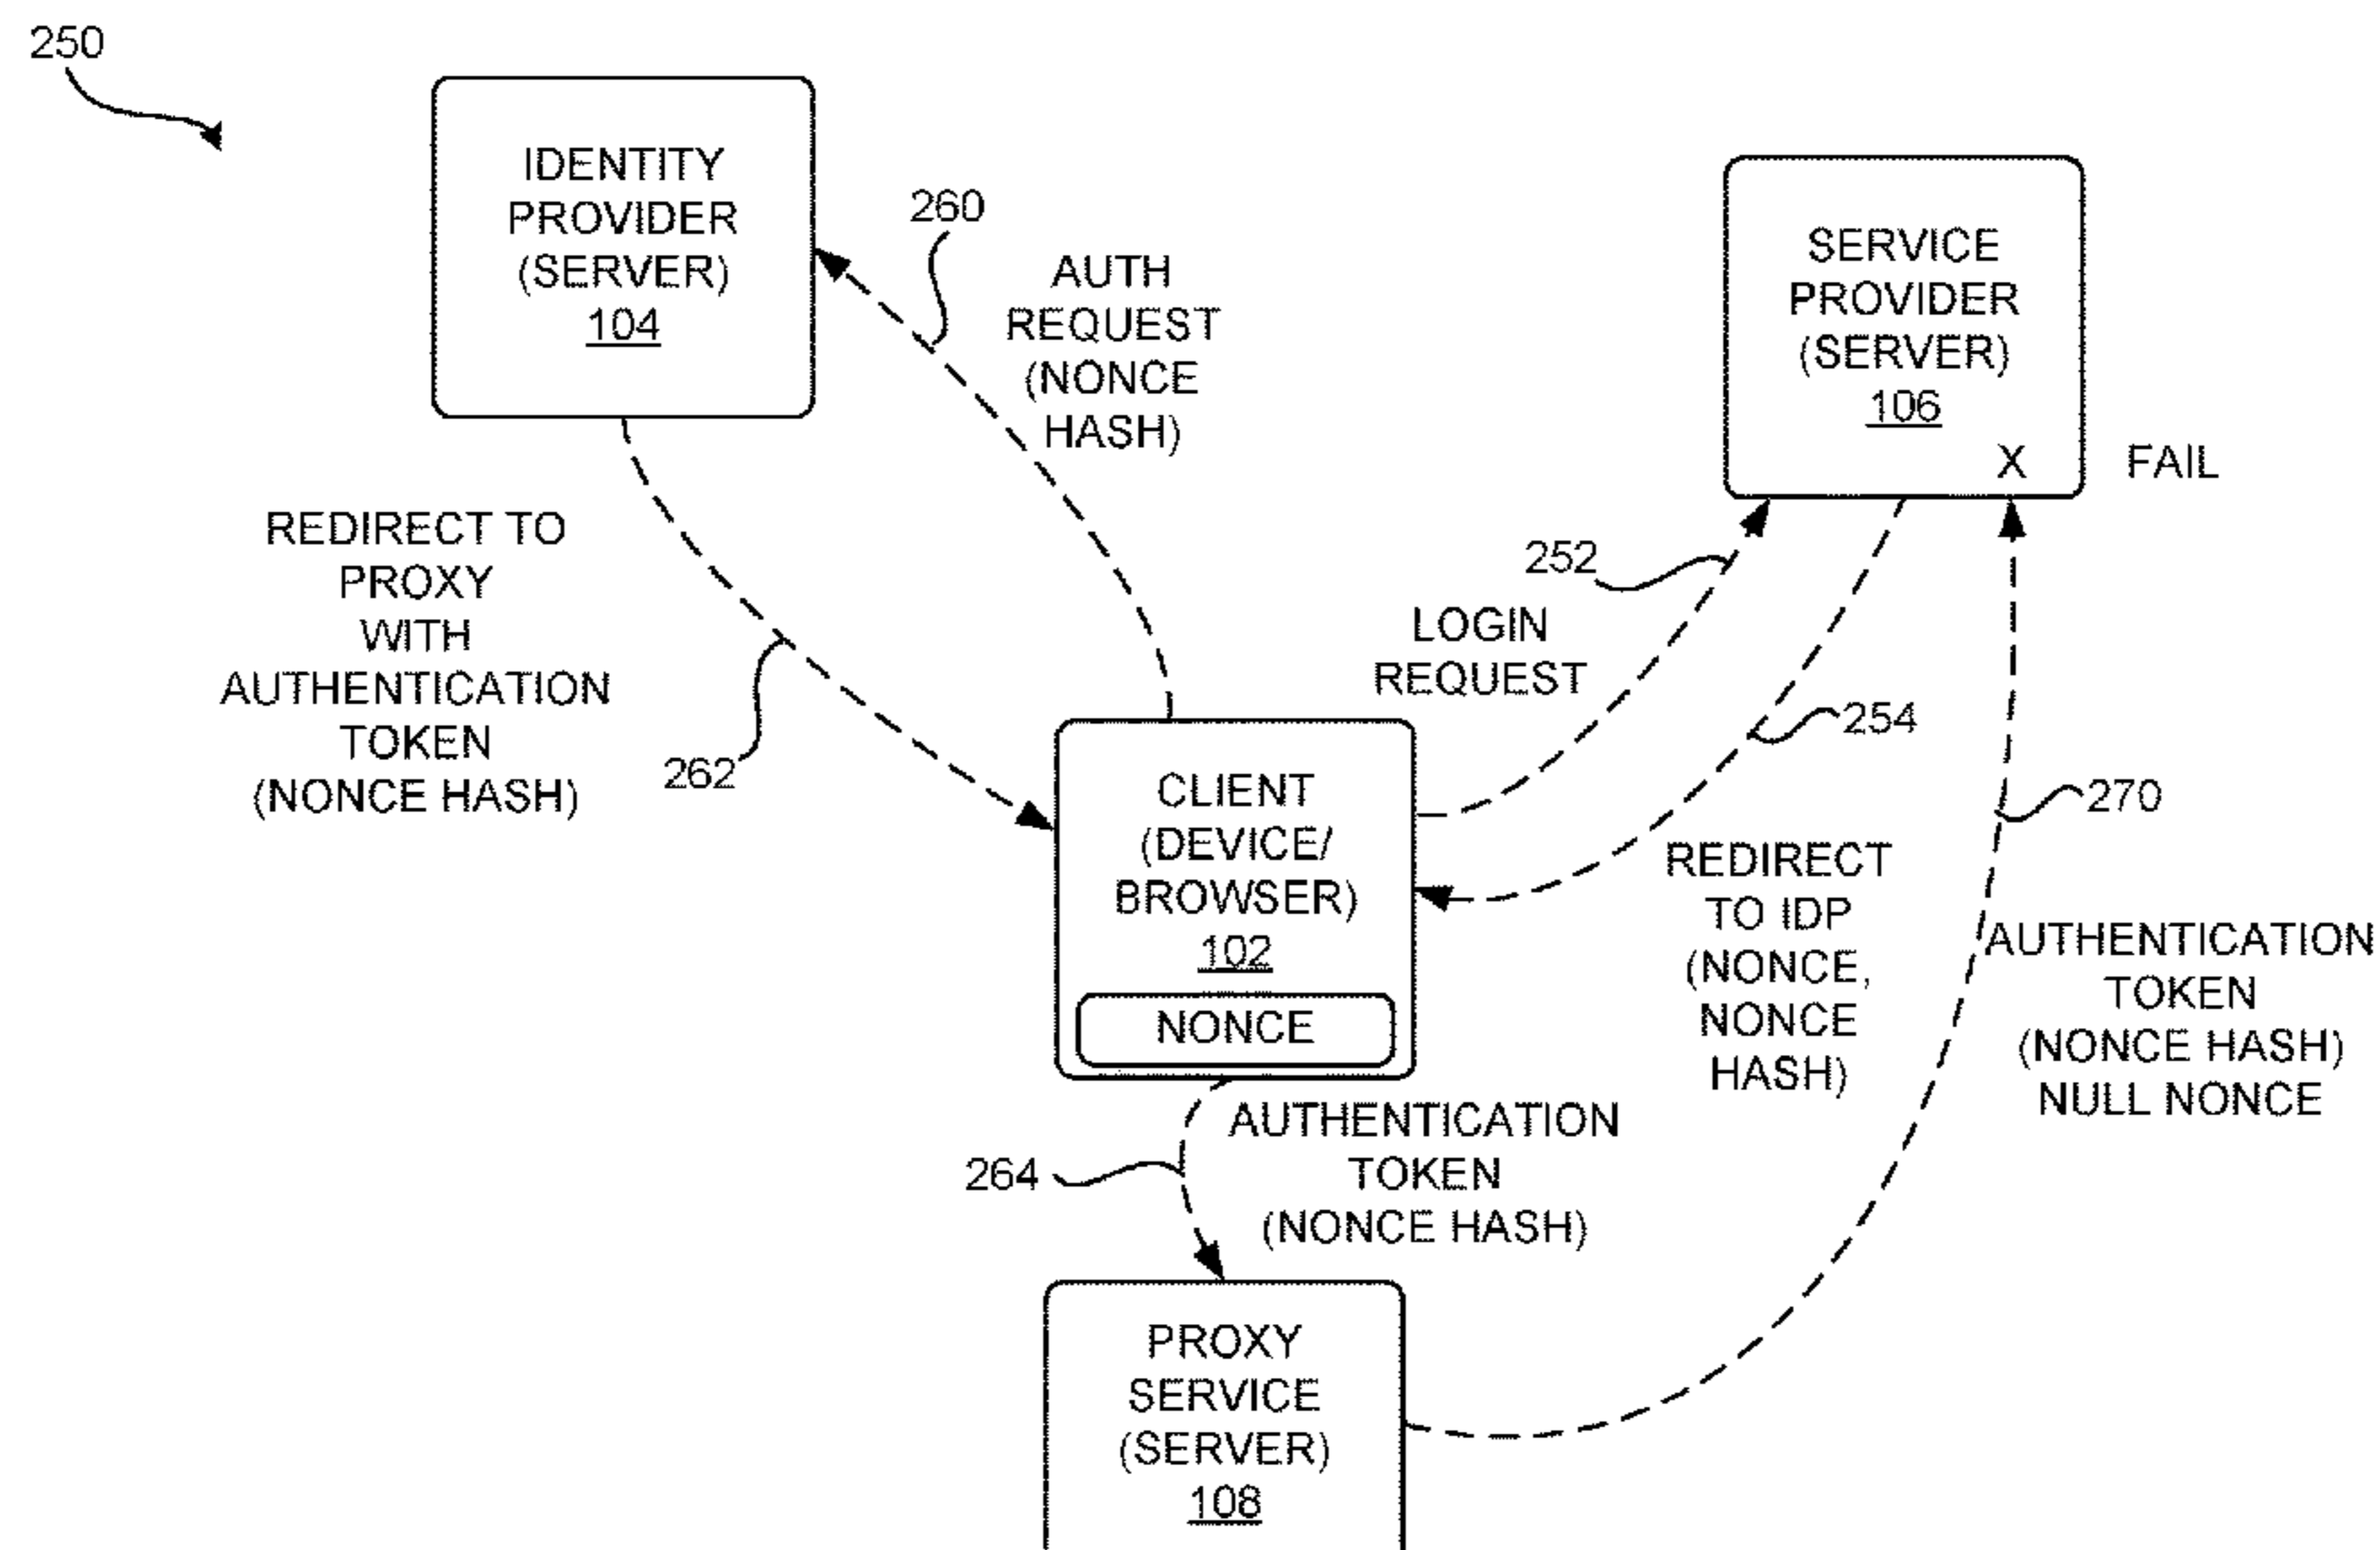 250
IDENTITY
PROVIDER
(SERVER)
104
260
AUTH
REQUEST
(NONCE
HASH)
SERVICE
PROVIDER
(SERVER)
106
X
FAIL
REDIRECT TO
PROXY
WITH
AUTHENTICATION
TOKEN
(NONCE HASH)
262
252
LOGIN
REQUEST
254
CLIENT
(DEVICE/
BROWSER)
102
NONCE
REDIRECT
TO IDP
(NONCE,
NONCE
HASH)
270
AUTHENTICATION
TOKEN
(NONCE HASH)
NULL NONCE
264
AUTHENTICATION
TOKEN
(NONCE HASH)
PROXY
SERVICE
(SERVER)
108